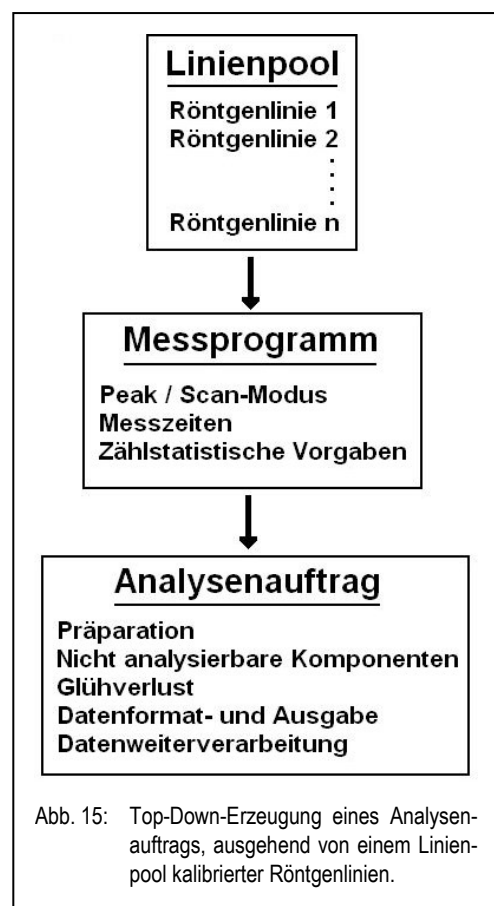 Linienpool
Röntgenlinie 1
Röntgenlinie 2
Röntgenlinie n
Messprogramm
Peak / Scan-Modus
Messzeiten
Zählstatistische Vorgaben
Analysenauftrag
Präparation
Nicht analysierbare Komponenten
Glühverlust
Datenformat- und Ausgabe
Datenweiterverarbeitung
Abb. 15: Top-Down-Erzeugung eines Analysen-
auftrags, ausgehend von einem Linien-
pool kalibrierter Röntgenlinien.